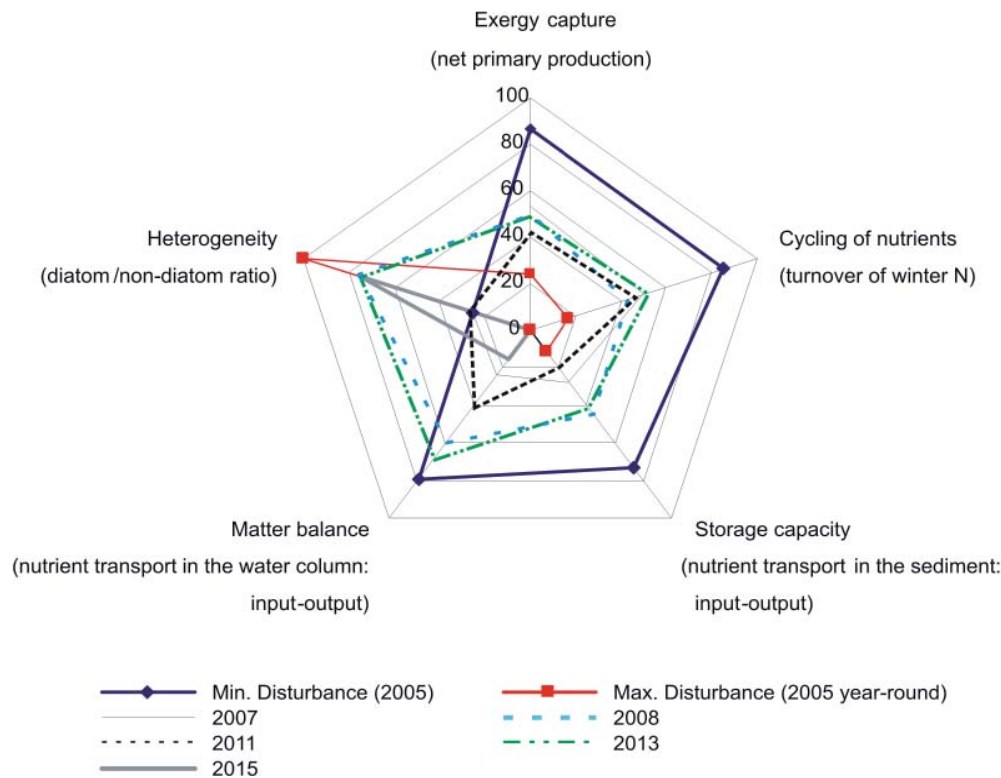 Exergy capture
(net primary production)
100
80
60
40
20
0
Heterogeneity
(diatom/non-diatom ratio)
Cycling of nutrients
(turnover of winter N)
Matter balance
(nutrient transport in the water column:
input-output)
Storage capacity
(nutrient transport in the sediment:
input-output)
Min. Disturbance (2005)
Max. Disturbance (2005 year-round)
2007
2008
2011
2013
2015